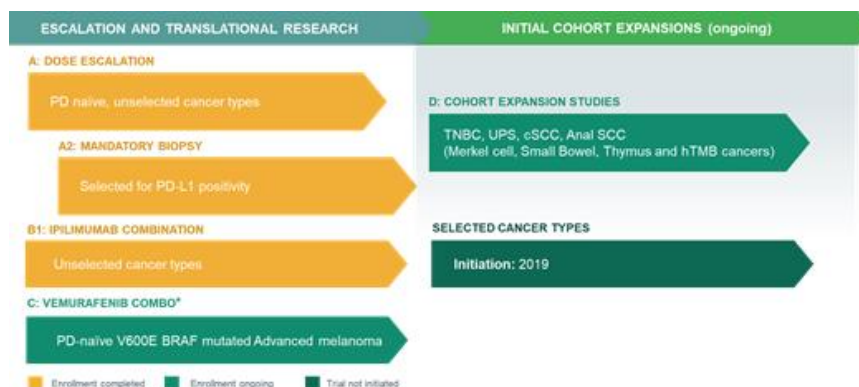 ESCALATION AND TRANSLATIONAL RESEARCH
INITIAL COHORT EXPANSIONS (ongoing)
A: DOSE ESCALATION
PD naïve, unselected cancer types
A2: MANDATORY BIOPSY
Selected for PD-L1 positivity
B1: IPILIMUMAB COMBINATION
Unselected cancer types
C: VEMURAFENIB COMBO*
PD-naïve V600E BRAF mutated Advanced melanoma
D: COHORT EXPANSION STUDIES
TNBC, UPS, cSCC, Anal SCC
(Merkel cell, Small Bowel, Thymus and hTMB cancers)
SELECTED CANCER TYPES
Initiation: 2019
Enrollment completed
Enrollment ongoing
Trial not initiated